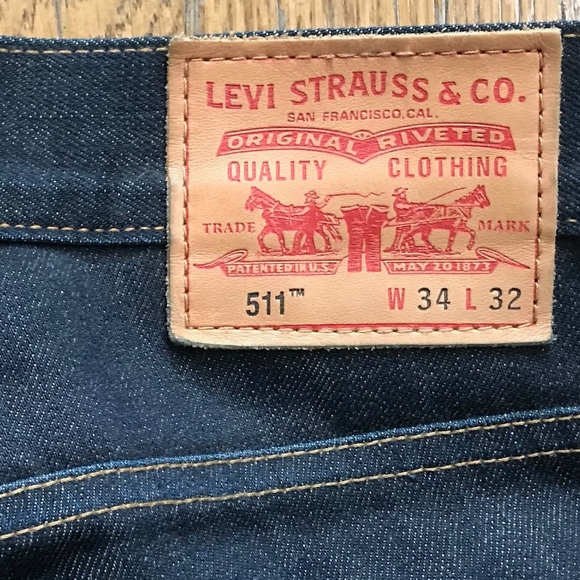 LEVI STRAUSS & CO.
SAN FRANCISCO, CAL.
ORIGINAL RIVETED
QUALITY CLOTHING
TRADE MARK
PATENTED IN U.S. MAY 20 1873
511™ W 34 L 32